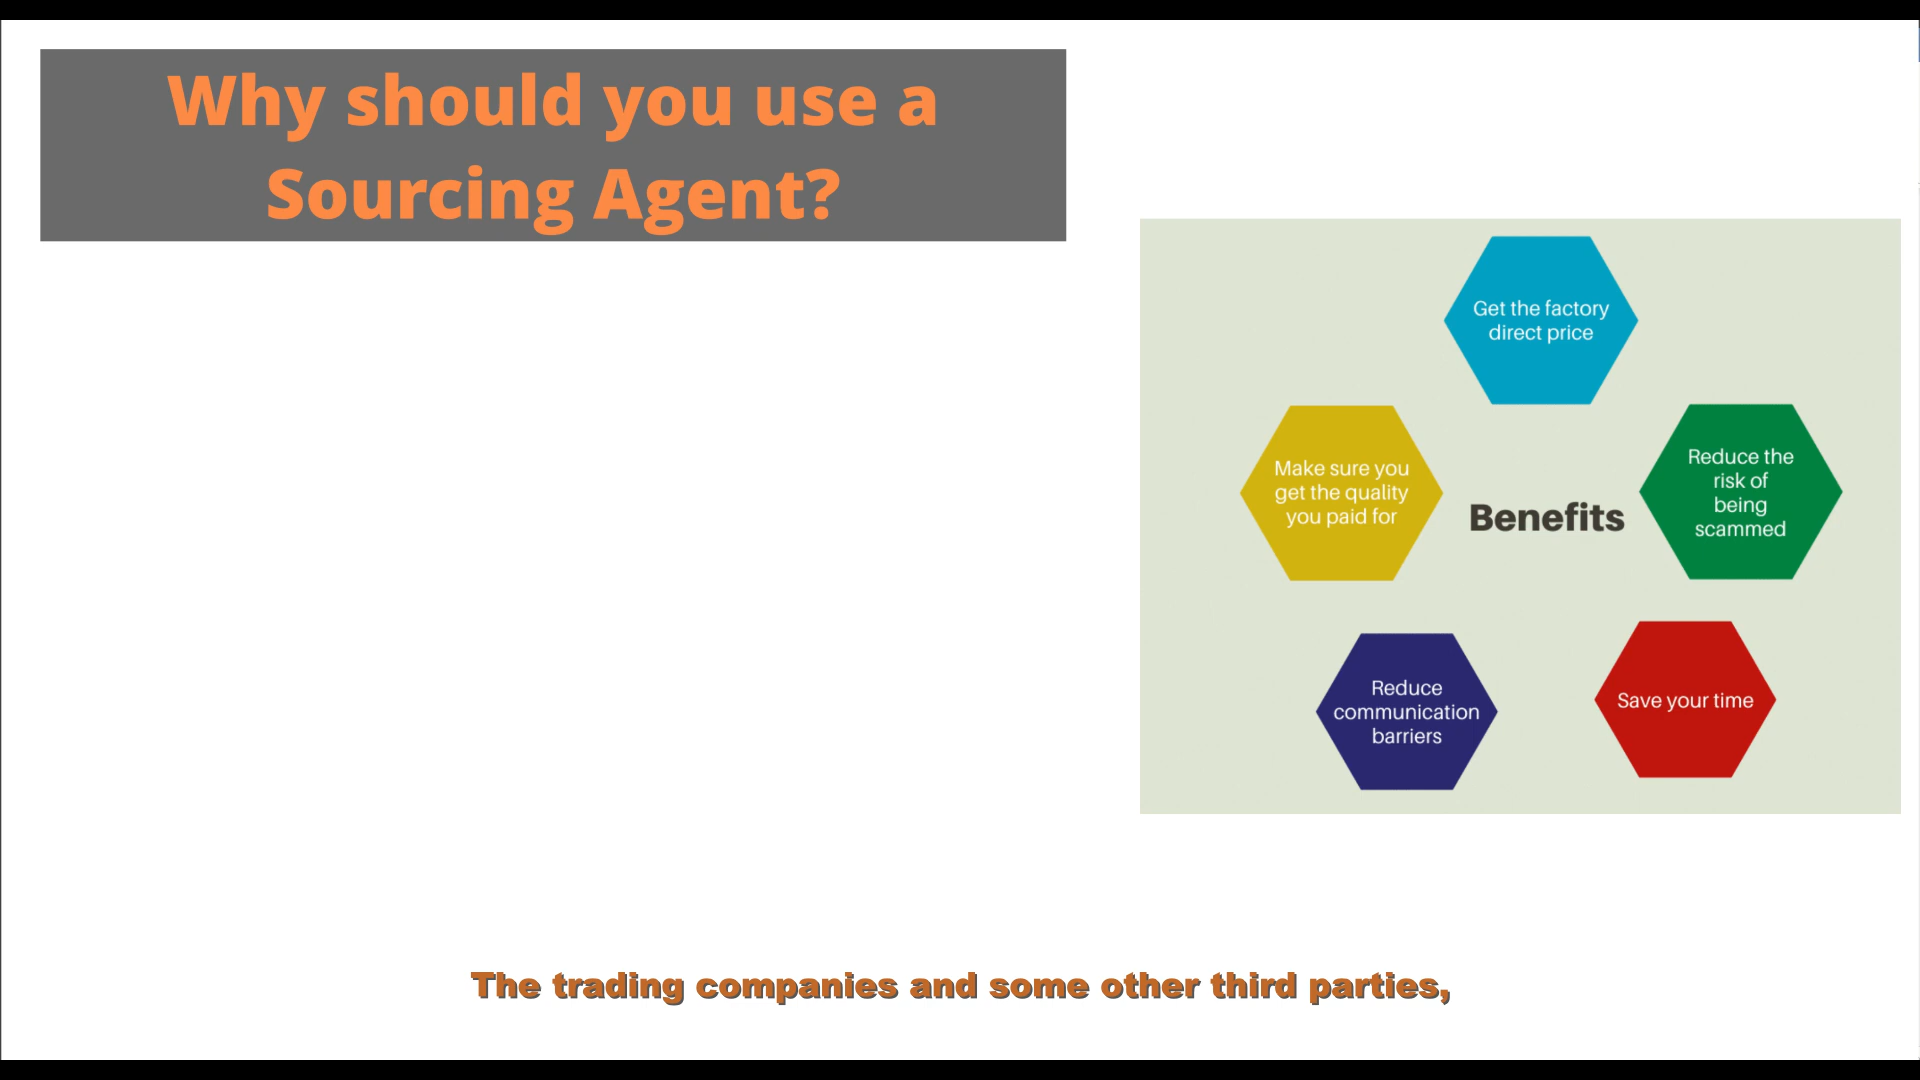 Why should you use a
Sourcing Agent?
Get the factory
direct price
Make sure you
get the quality
you paid for
Benefits
Reduce the
risk of
being
scammed
Reduce
communication
barriers
Save your time
The trading companies and some other third parties,